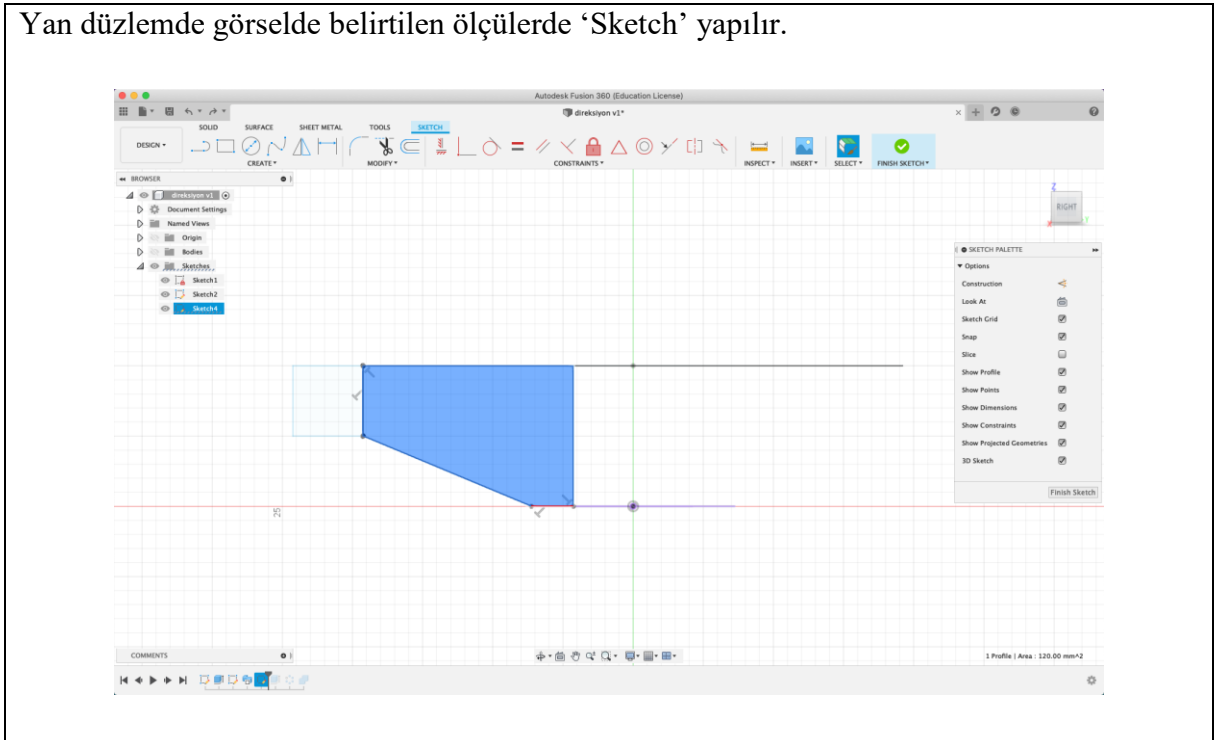 Yan düzlemde görselde belirtilen ölçülerde ‘Sketch’ yapılır.
Autodesk Fusion 360 (Education License)
direksiyon v1*
SOLID SURFACE SHEET METAL TOOLS SKETCH
DESIGN
CREATE MODIFY CONSTRAINTS INSPECT INSERT SELECT FINISH SKETCH
BROWSER
direksiyon v1
Document Settings
Named Views
Origin
Bodies
Sketches
Sketch1
Sketch2
Sketch4
Z
RIGHT
X Y
SKETCH PALETTE
Options
Construction
Look At
Sketch Grid
Snap
Slice
Show Profile
Show Points
Show Dimensions
Show Constraints
Show Projected Geometries
3D Sketch
Finish Sketch
25
COMMENTS
1 Profile | Area : 120.00 mm^2